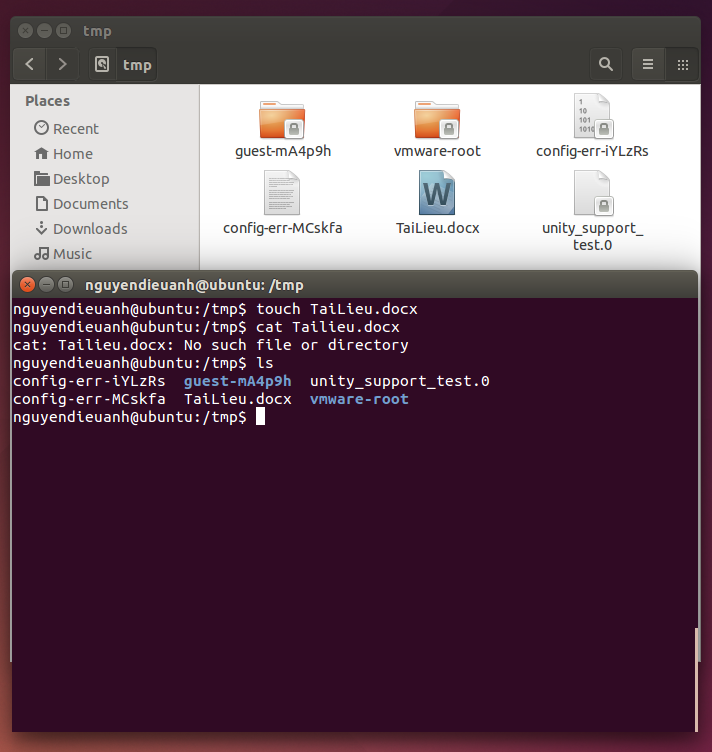 tmp
tmp
Places
Recent
Home
Desktop
Documents
Downloads
Music
guest-mA4p9h
vmware-root
config-err-iYLzRs
config-err-MCskfa
TaiLieu.docx
unity_support_
test.0
nguyendieuanh@ubuntu: /tmp
nguyendieuanh@ubuntu:/tmp$ touch TaiLieu.docx
nguyendieuanh@ubuntu:/tmp$ cat Tailieu.docx
cat: Tailieu.docx: No such file or directory
nguyendieuanh@ubuntu:/tmp$ ls
config-err-iYLzRs  guest-mA4p9h  unity_support_test.0
config-err-MCskfa  TaiLieu.docx  vmware-root
nguyendieuanh@ubuntu:/tmp$